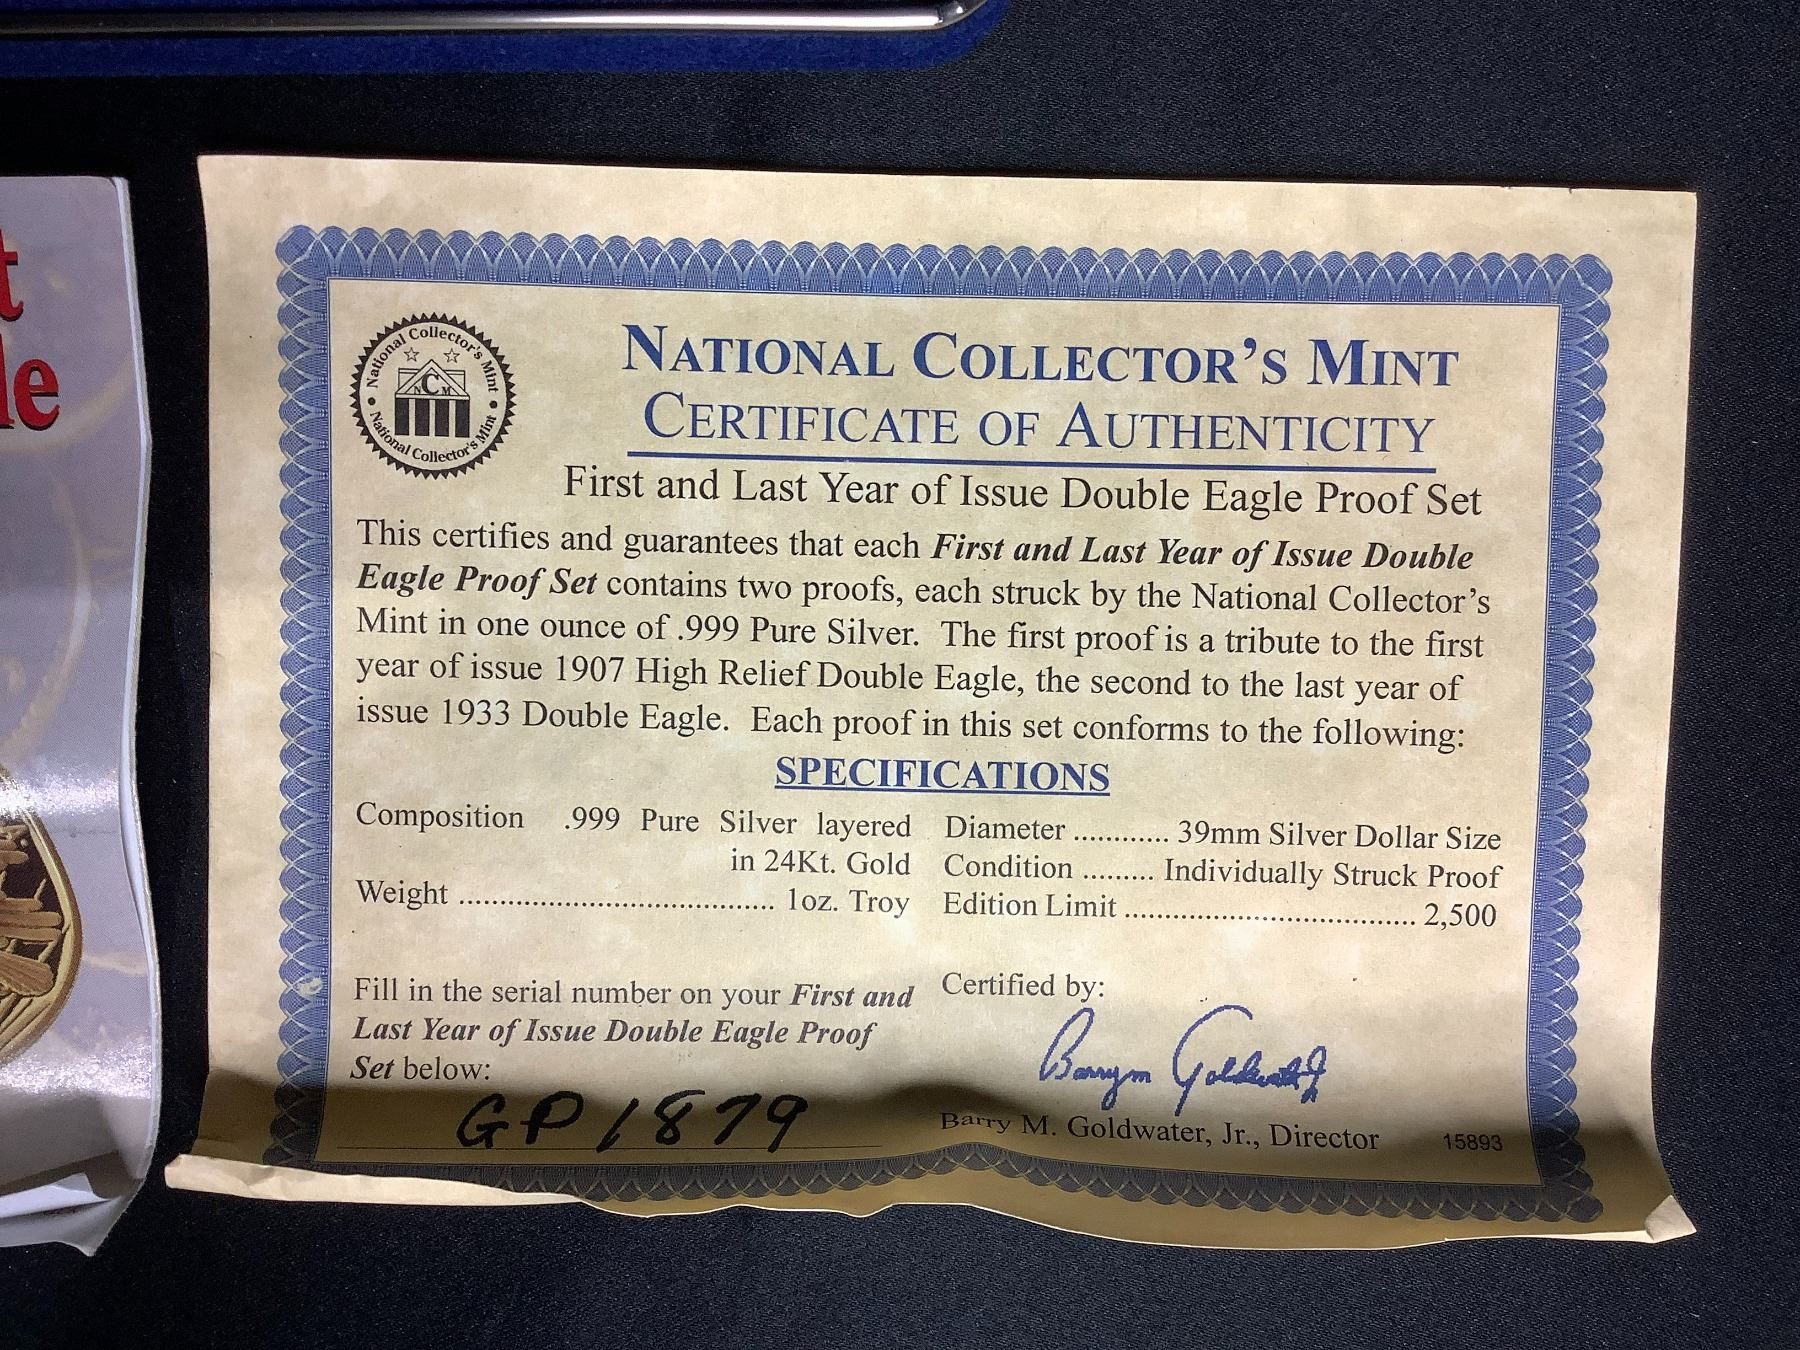 t
le
National Collector's Mint
NCM
National Collector's Mint
NATIONAL COLLECTOR'S MINT
CERTIFICATE OF AUTHENTICITY
First and Last Year of Issue Double Eagle Proof Set
This certifies and guarantees that each First and Last Year of Issue Double
Eagle Proof Set contains two proofs, each struck by the National Collector's
Mint in one ounce of .999 Pure Silver. The first proof is a tribute to the first
year of issue 1907 High Relief Double Eagle, the second to the last year of
issue 1933 Double Eagle. Each proof in this set conforms to the following:
SPECIFICATIONS
Composition .999 Pure Silver layered
in 24Kt. Gold
Weight ...................................... 1oz. Troy
Diameter ............ 39mm Silver Dollar Size
Condition ......... Individually Struck Proof
Edition Limit ................................... 2,500
Fill in the serial number on your First and
Last Year of Issue Double Eagle Proof
Set below:
GP1879
Certified by:
Barry M Goldwater Jr
Barry M. Goldwater, Jr., Director 15893